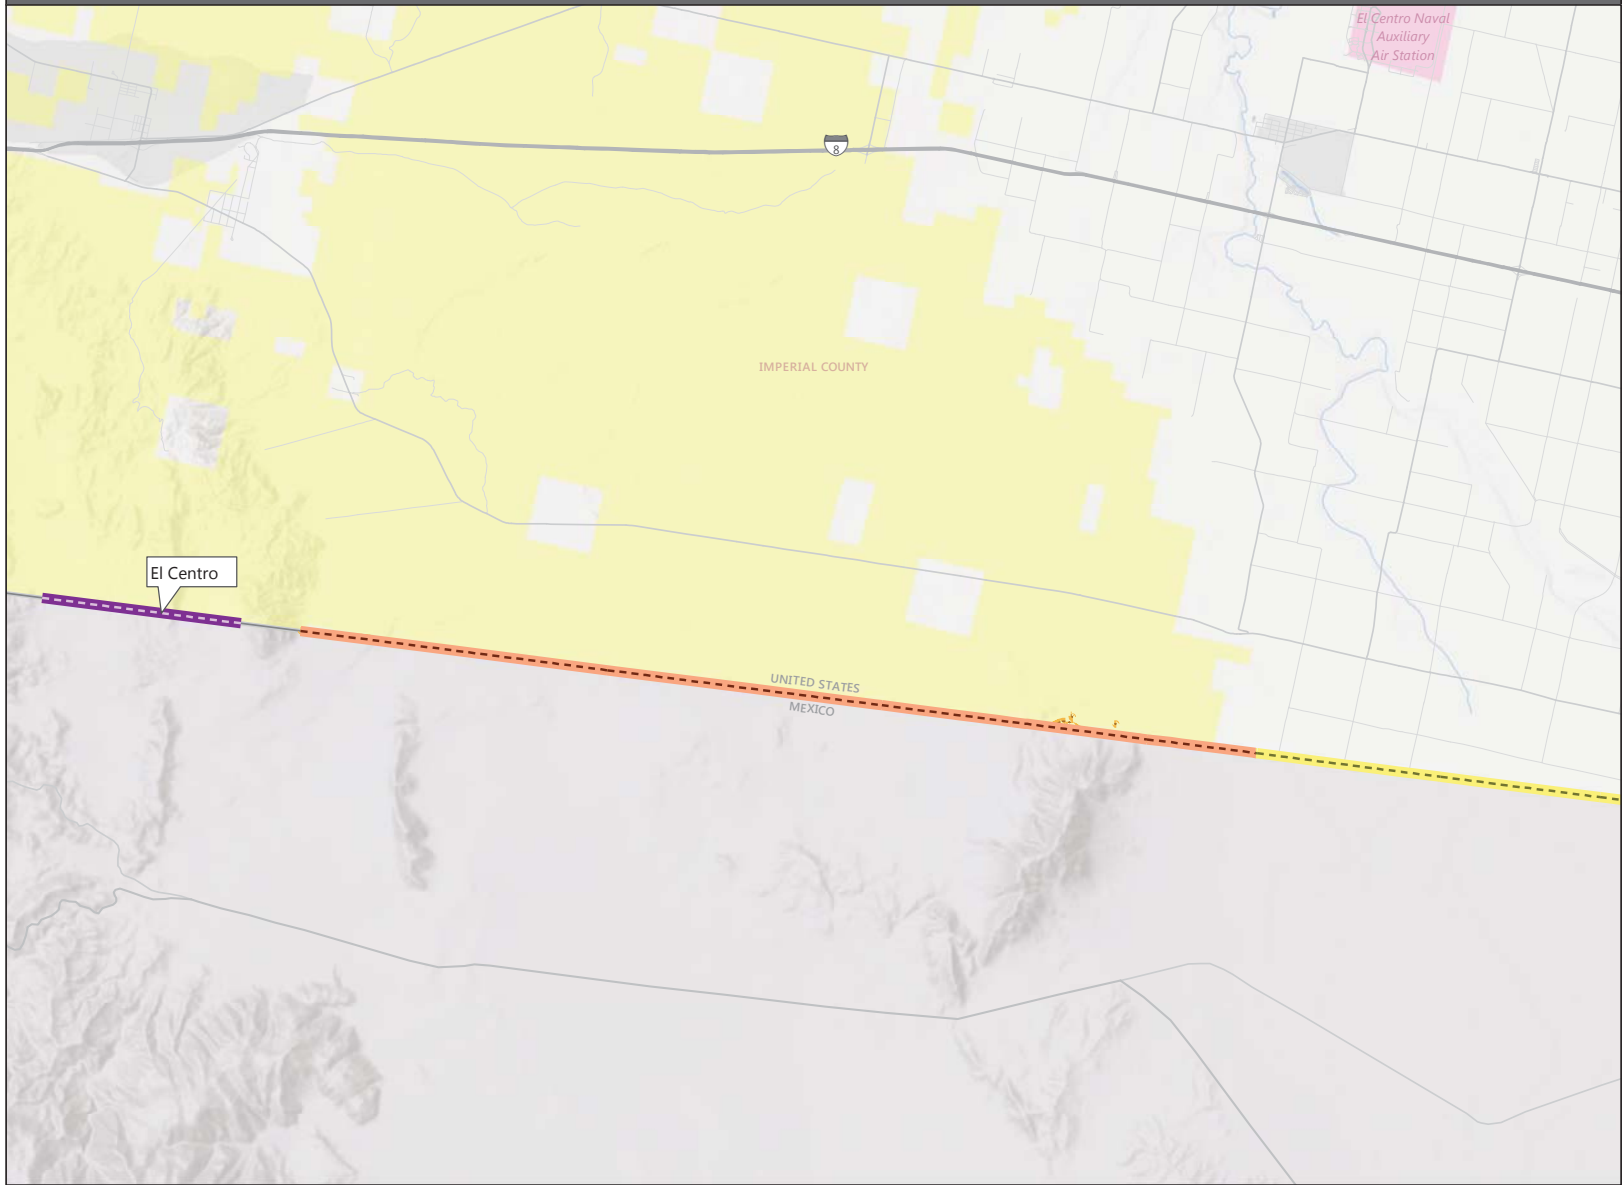 El Centro Naval
Auxiliary
Air Station
8
IMPERIAL COUNTY
El Centro
UNITED STATES
MEXICO